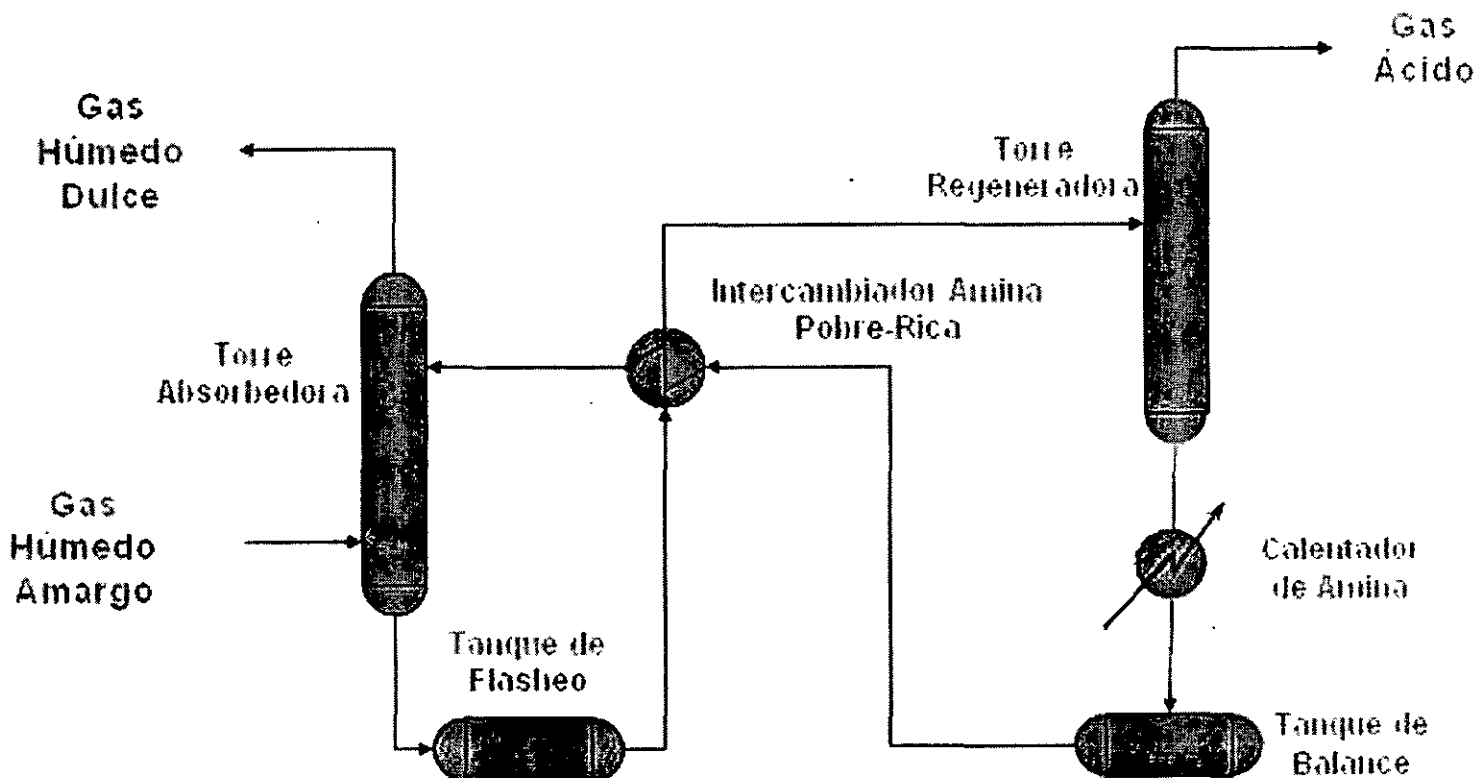 Gas
Ácido
Gas
Húmedo
Dulce
Torre
Regeneradora
Intercambiador Amina
Pobre-Rica
Torre
Absorbedora
Gas
Húmedo
Amargo
Calentador
de Amina
Tanque de
Flasheo
Tanque de
Balance